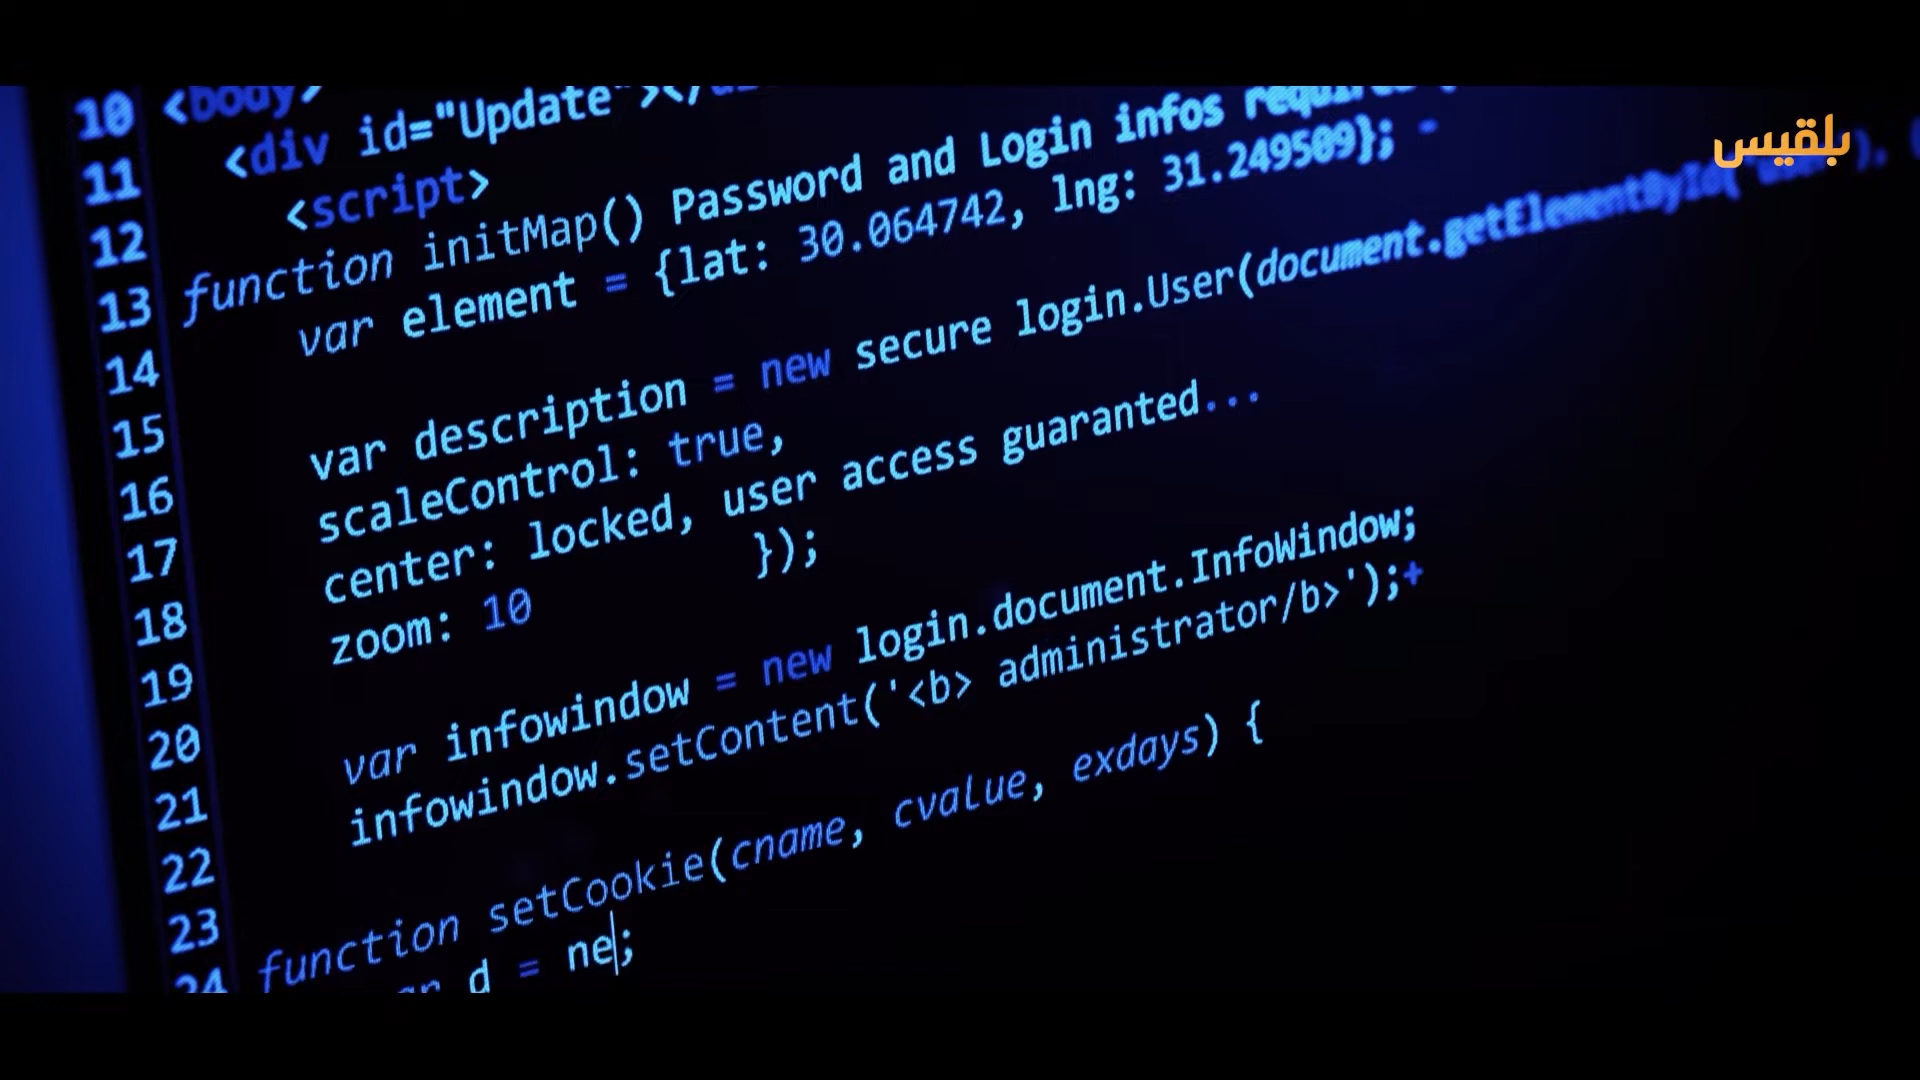 بلقيس
10 <body>
11 <div id="Update"></
12 <script>
13 function initMap() Password and Login infos required
14 var element = {lat: 30.064742, lng: 31.249509}; -
15
16 var description = new secure login.User(document.getElementById(
17 scaleControl: true,
18 center: locked, user access guaranted...
19 zoom: 10 });
20
21 var infowindow = new login.document.InfoWindow;
22 infowindow.setContent('<b> administrator/b>');+
23
24 function setCookie(cname, cvalue, exdays) {
d = ne;